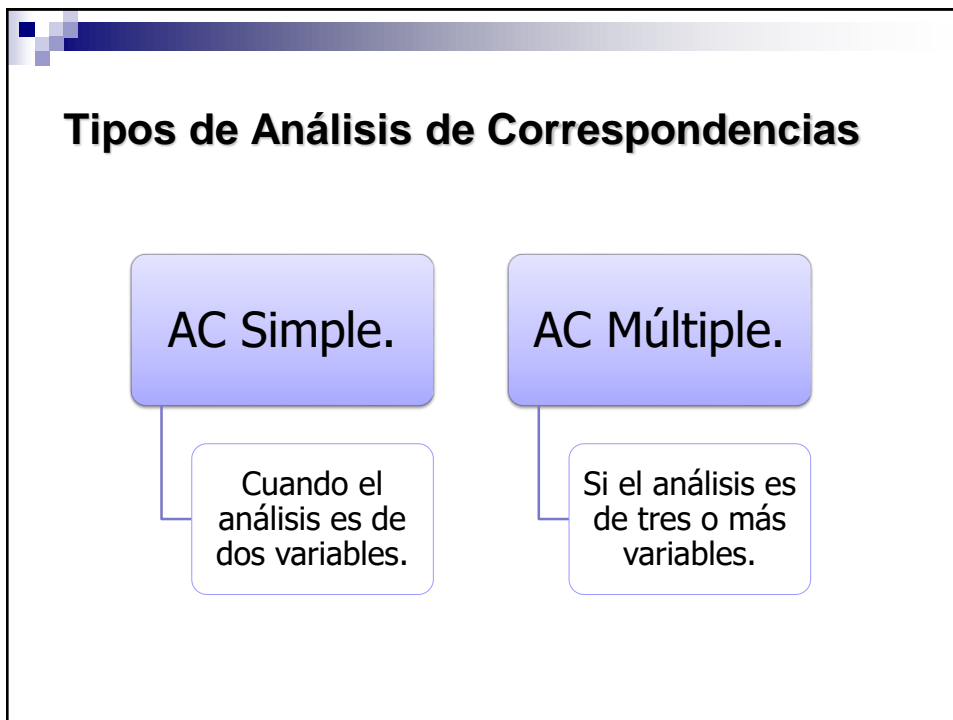 Tipos de Análisis de Correspondencias
AC Simple.
Cuando el
análisis es de
dos variables.
AC Múltiple.
Si el análisis es
de tres o más
variables.